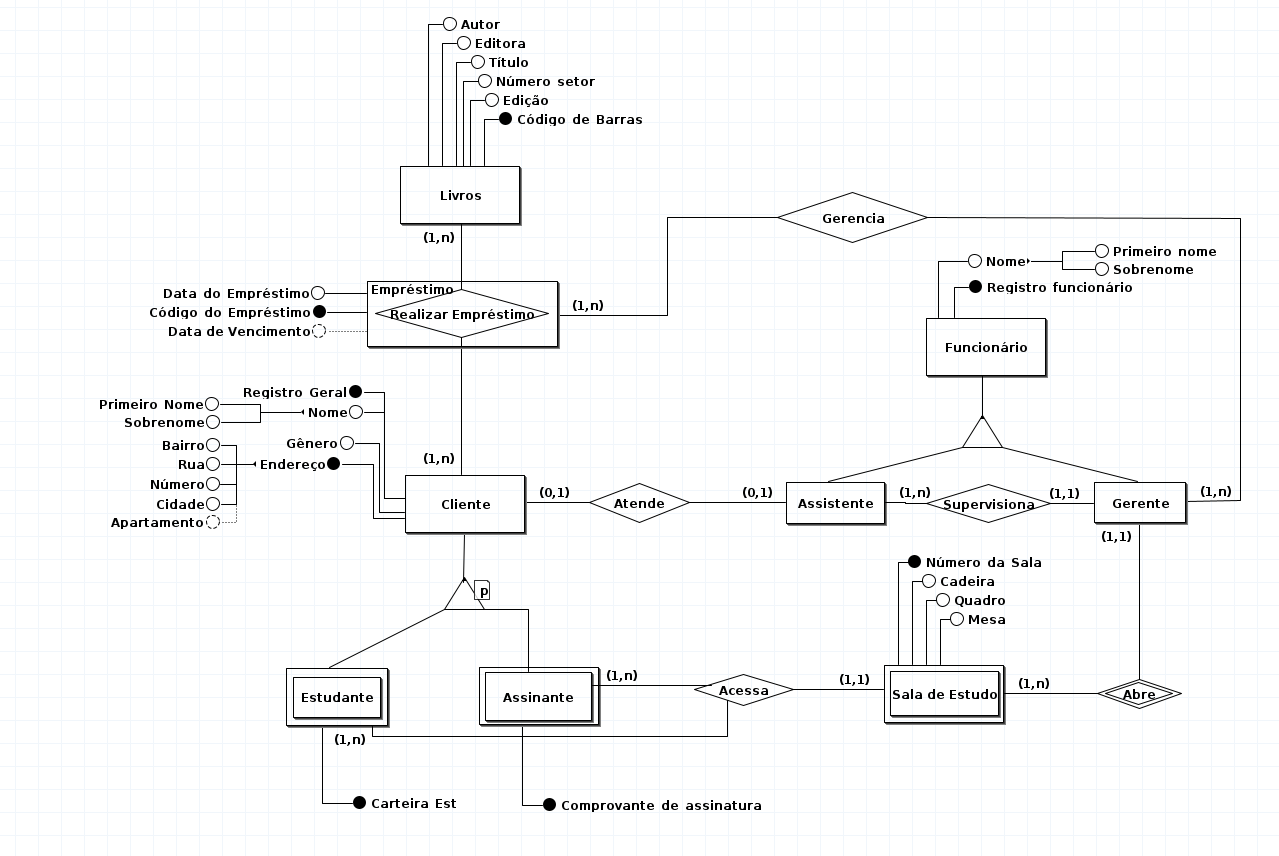 Autor
Editora
Título
Número setor
Edição
Código de Barras
Livros
(1,n)
Gerencia
Nome
Primeiro nome
Sobrenome
Registro funcionário
Empréstimo
Data do Empréstimo
Código do Empréstimo
Data de Vencimento
Realizar Empréstimo
(1,n)
Funcionário
Registro Geral
Primeiro Nome
Sobrenome
Nome
Gênero
Bairro
Rua
Número
Cidade
Apartamento
Endereço
(1,n)
Cliente
(0,1)
Atende
(0,1)
Assistente
(1,n)
Supervisiona
(1,1)
Gerente
(1,n)
(1,1)
Número da Sala
Cadeira
Quadro
Mesa
p
Estudante
Assinante
(1,n)
Acessa
(1,1)
Sala de Estudo
(1,n)
Abre
(1,n)
Carteira Est
Comprovante de assinatura